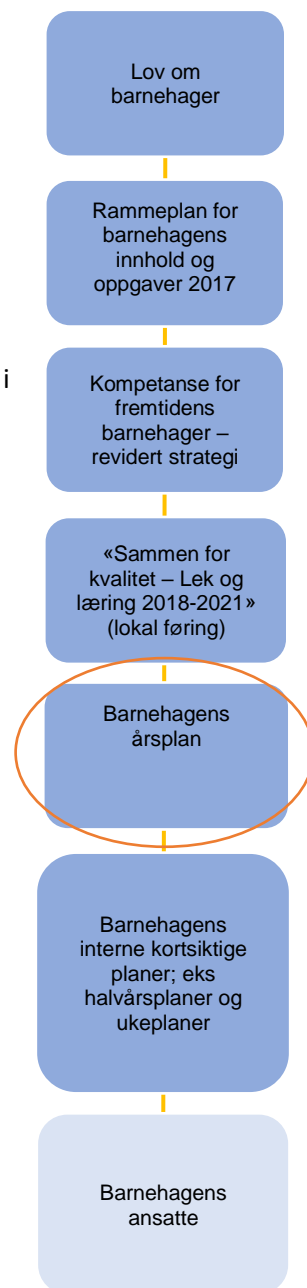 Lov om
barnehager
Rammeplan for
barnehagens
innhold og
oppgaver 2017
i
Kompetanse for
fremtidens
barnehager –
revidert strategi
«Sammen for
kvalitet – Lek og
læring 2018-2021»
(lokal føring)
Barnehagens
årsplan
Barnehagens
interne kortsiktige
planer; eks
halvårsplaner og
ukeplaner
Barnehagens
ansatte